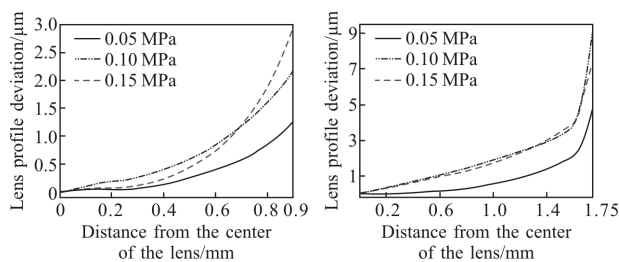 Lens profile deviation/μm
3.0
2.5
2.0
1.5
1.0
0.5
0
0.05 MPa
0.10 MPa
0.15 MPa
0 0.2 0.4 0.6 0.8 0.9
Distance from the center
of the lens/mm
Lens profile deviation/μm
9
7
5
3
1
0.05 MPa
0.10 MPa
0.15 MPa
0.2 0.6 1.0 1.4 1.75
Distance from the center
of the lens/mm